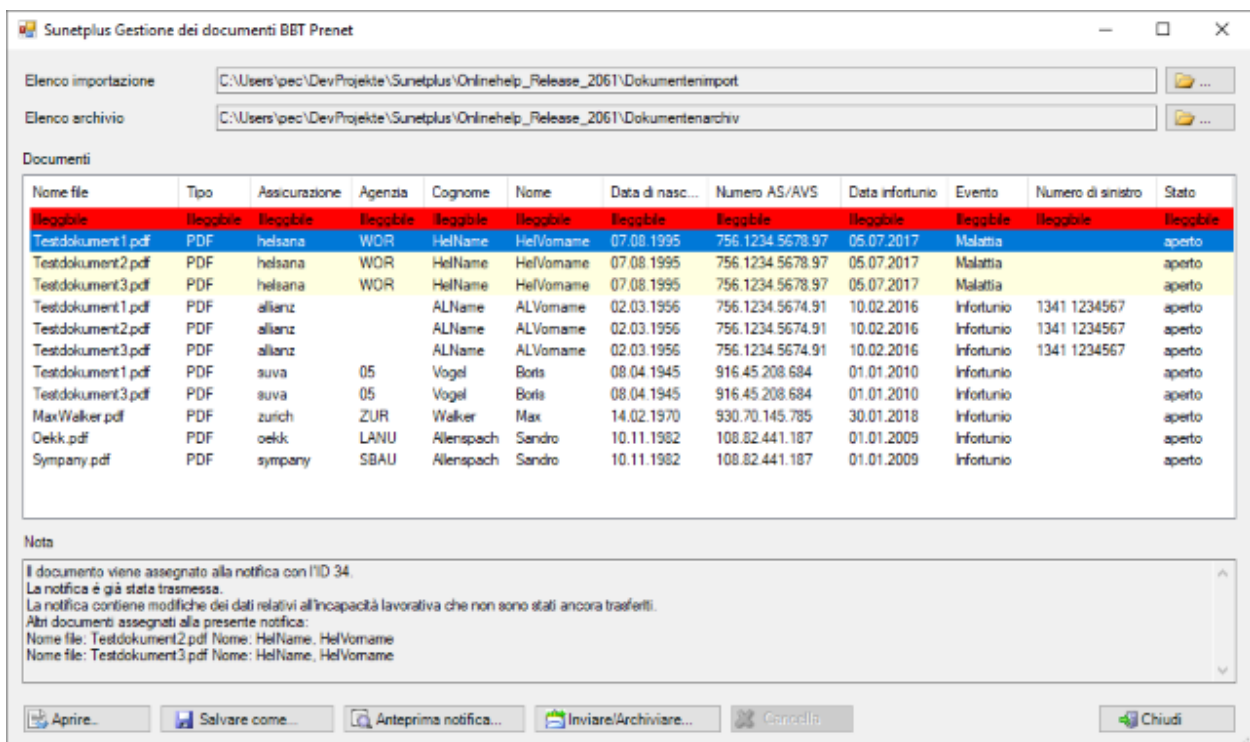 Sunetplus Gestione dei documenti BBT Prenet
Elenco importazione C:\Users\pec\DevProjekte\Sunetplus\Onlinehelp_Release_2061\Dokumentenimport ...
Elenco archivio C:\Users\pec\DevProjekte\Sunetplus\Onlinehelp_Release_2061\Dokumentenarchiv ...
Documenti
Nome file Tipo Assicurazione Agenzia Cognome Nome Data di nasc... Numero AS/AVS Data infortunio Evento Numero di sinistro Stato
Illeggibile Illeggibile Illeggibile Illeggibile Illeggibile Illeggibile Illeggibile Illeggibile Illeggibile Illeggibile Illeggibile Illeggibile
Testdokument1.pdf PDF helsana WOR HelName HelVorname 07.08.1995 756.1234.5678.97 05.07.2017 Malattia aperto
Testdokument2.pdf PDF helsana WOR HelName HelVorname 07.08.1995 756.1234.5678.97 05.07.2017 Malattia aperto
Testdokument3.pdf PDF helsana WOR HelName HelVorname 07.08.1995 756.1234.5678.97 05.07.2017 Malattia aperto
Testdokument1.pdf PDF allianz ALName ALVorname 02.03.1956 756.1234.5674.91 10.02.2016 Infortunio 1341 1234567 aperto
Testdokument2.pdf PDF allianz ALName ALVorname 02.03.1956 756.1234.5674.91 10.02.2016 Infortunio 1341 1234567 aperto
Testdokument3.pdf PDF allianz ALName ALVorname 02.03.1956 756.1234.5674.91 10.02.2016 Infortunio 1341 1234567 aperto
Testdokument1.pdf PDF suva 05 Vogel Boris 08.04.1945 916.45.208.684 01.01.2010 Infortunio aperto
Testdokument3.pdf PDF suva 05 Vogel Boris 08.04.1945 916.45.208.684 01.01.2010 Infortunio aperto
MaxWalker.pdf PDF zurich ZUR Walker Max 14.02.1970 930.70.145.785 30.01.2018 Infortunio aperto
Oekk.pdf PDF oekk LANU Allenspach Sandro 10.11.1982 108.82.441.187 01.01.2009 Infortunio aperto
Sympany.pdf PDF sympany SBAU Allenspach Sandro 10.11.1982 108.82.441.187 01.01.2009 Infortunio aperto
Nota
Il documento viene assegnato alla notifica con l'ID 34.
La notifica é già stata trasmessa.
La notifica contiene modifiche dei dati relativi all'incapacità lavorativa che non sono stati ancora trasferiti.
Altri documenti assegnati alla presente notifica:
Nome file: Testdokument2.pdf Nome: HelName, HelVorname
Nome file: Testdokument3.pdf Nome: HelName, HelVorname
Aprire... Salvare come... Anteprima notifica... Inviare/Archiviare... Cancella Chiudi